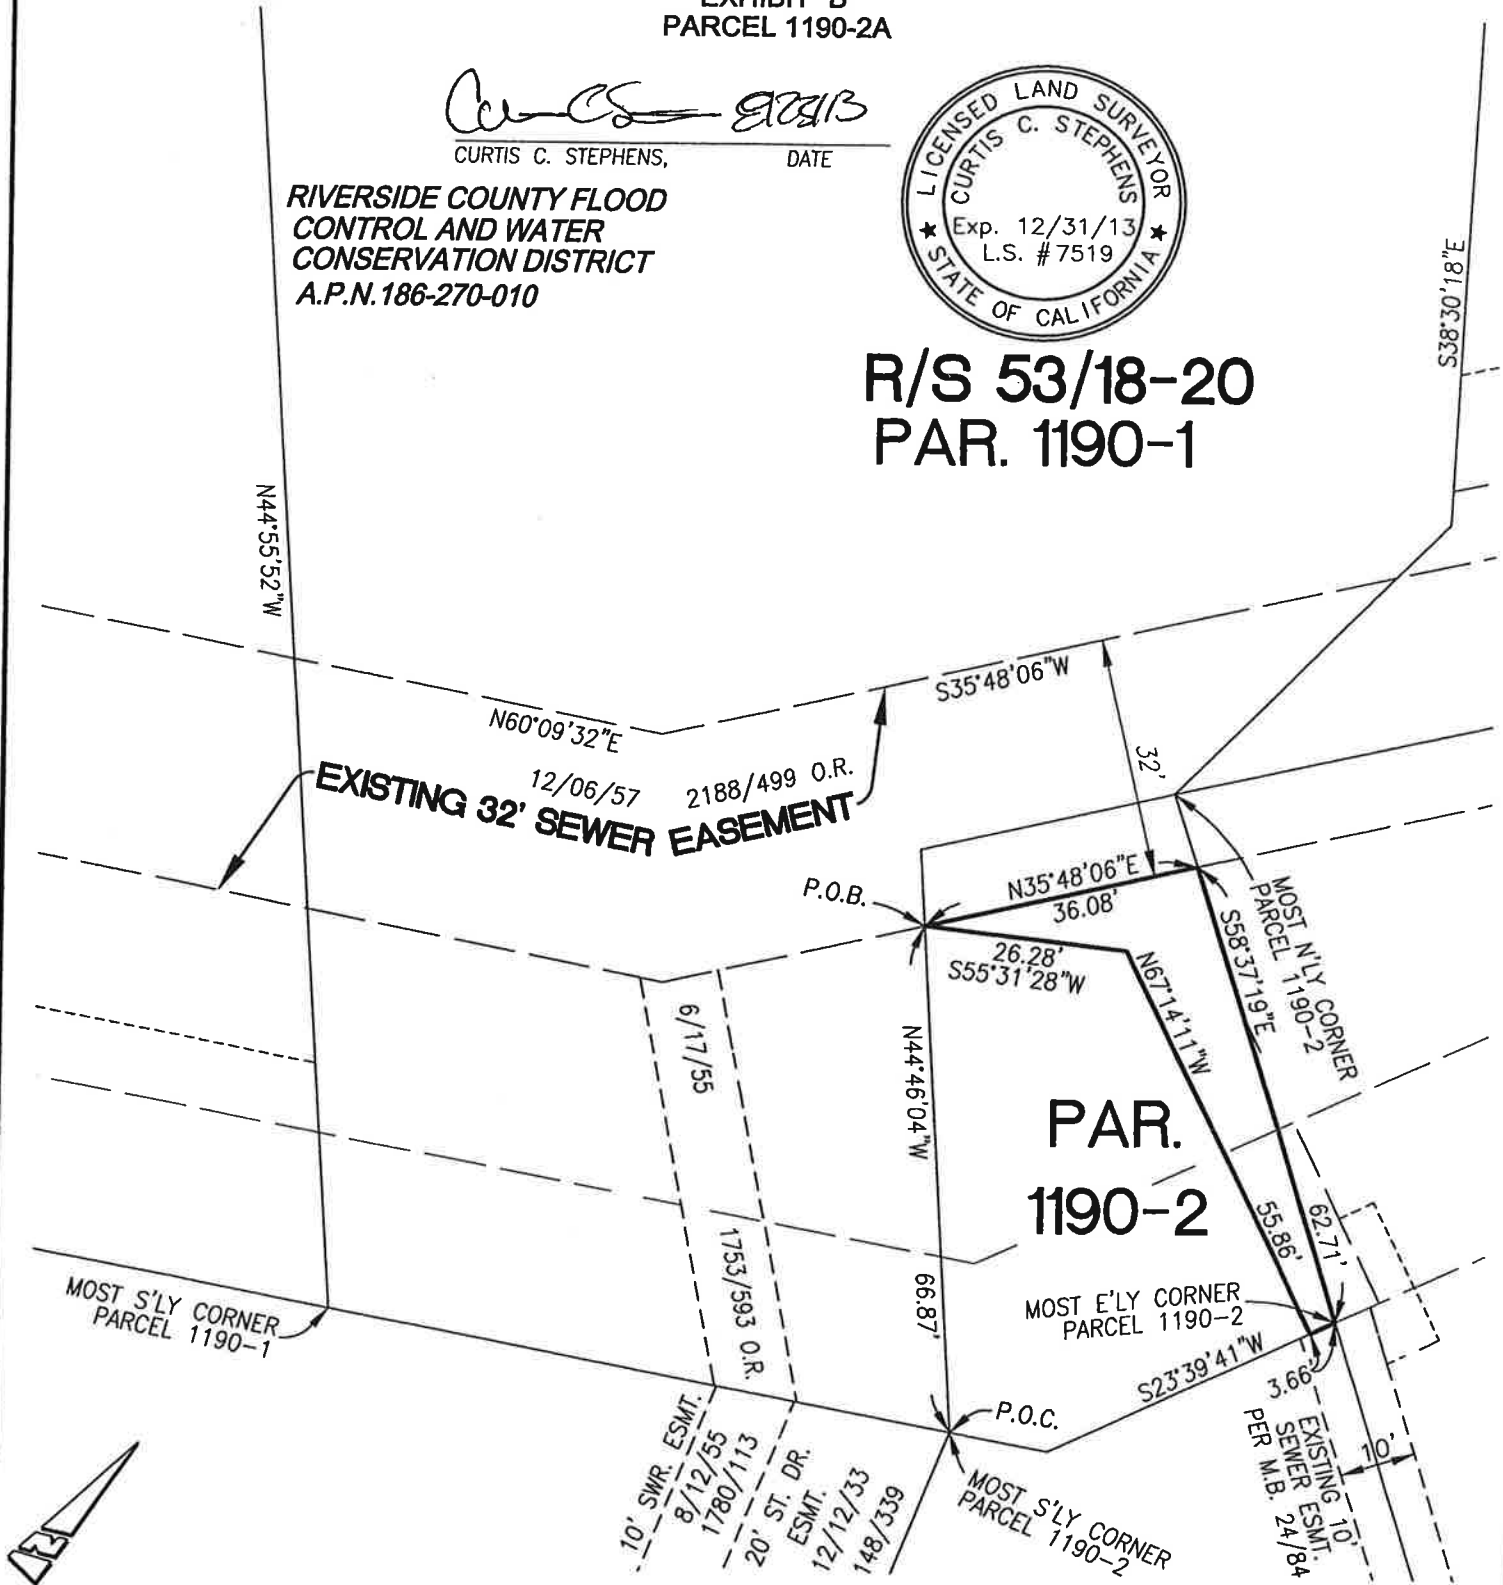 EXHIBIT "B"
PARCEL 1190-2A
CURTIS C. STEPHENS,
DATE
RIVERSIDE COUNTY FLOOD
CONTROL AND WATER
CONSERVATION DISTRICT
A.P.N. 186-270-010
LICENSED LAND SURVEYOR
CURTIS C. STEPHENS
Exp. 12/31/13
L.S. #7519
STATE OF CALIFORNIA
R/S 53/18-20
PAR. 1190-1
S38°30'18"E
N44°55'52"W
S35°48'06"W
N60°09'32"E
12/06/57
2188/499 O.R.
EXISTING 32' SEWER EASEMENT
32'
P.O.B.
N35°48'06"E
36.08'
26.28'
S55°31'28"W
MOST N'LY CORNER
PARCEL 1190-2
S58°37'19"E
N67°14'11"W
6/17/55
N44°46'04"W
PAR.
1190-2
55.86'
62.71'
1753/593 O.R.
66.87'
MOST E'LY CORNER
PARCEL 1190-2
MOST S'LY CORNER
PARCEL 1190-1
S23°39'41"W
3.66'
P.O.C.
10'
EXISTING 10'
SEWER ESMT.
PER M.B. 24/84
10' SWR. ESMT.
8/12/55
1780/113
20' ST. DR.
ESMT.
12/12/33
148/339
MOST S'LY CORNER
PARCEL 1190-2
N